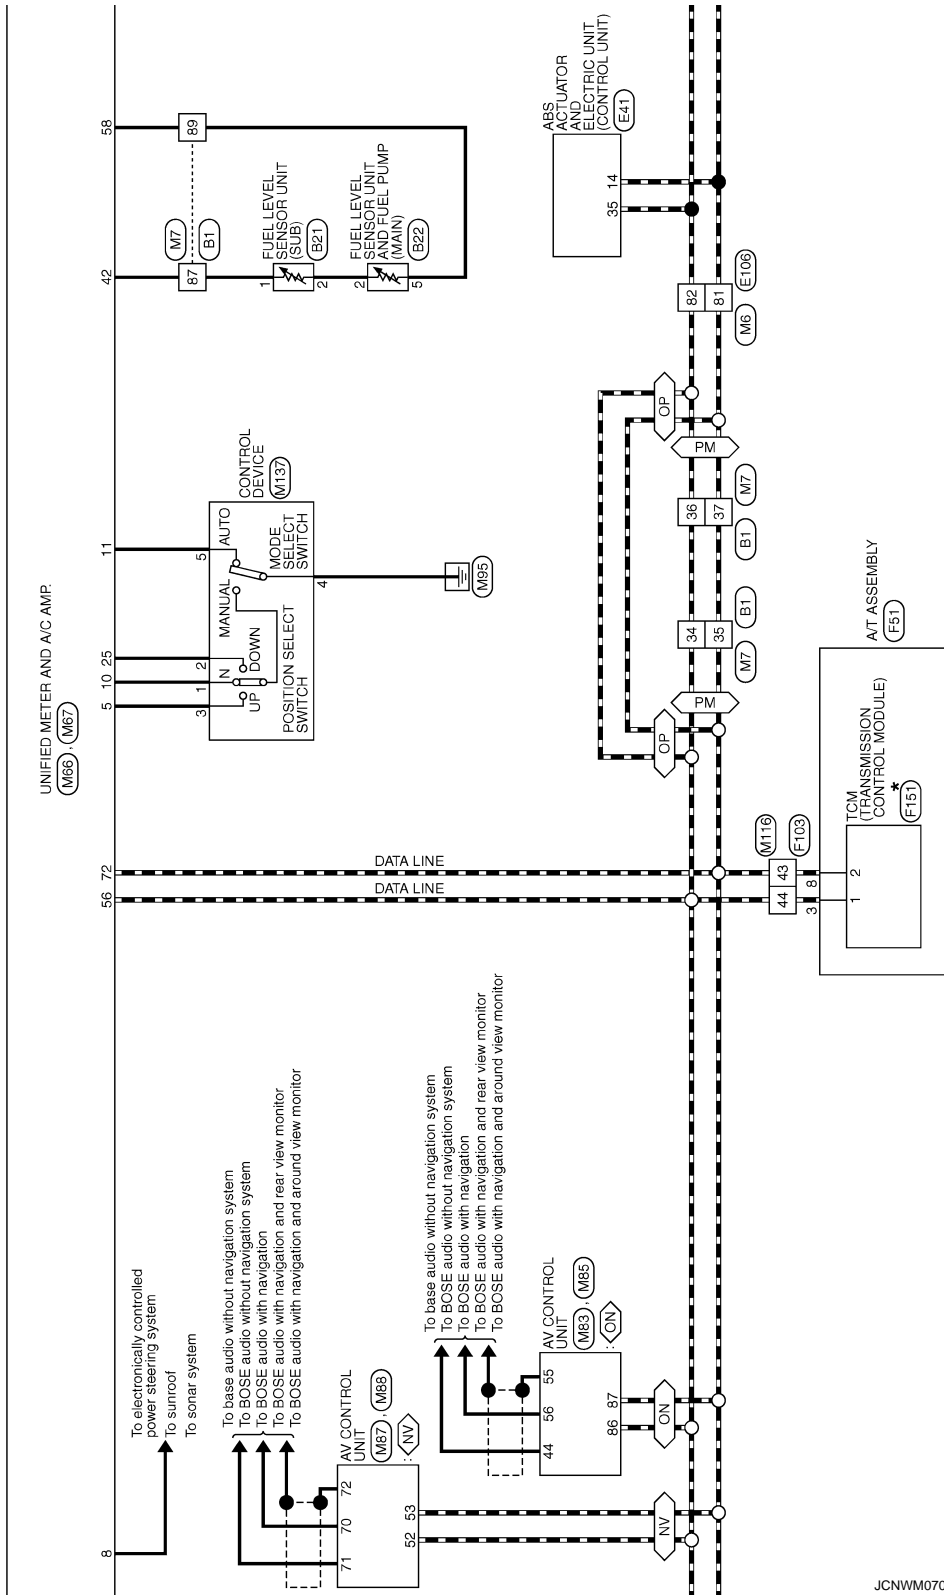 UNIFIED METER AND A/C AMP.
M66 , M67
8
56
72
5
10
25
11
42
58
To electronically controlled
power steering system
To sunroof
To sonar system
To base audio without navigation system
To BOSE audio without navigation system
To BOSE audio with navigation
To BOSE audio with navigation and rear view monitor
To BOSE audio with navigation and around view monitor
71
70
72
AV CONTROL
UNIT
M87 , M88
: NV
52
53
NV
To base audio without navigation system
To BOSE audio without navigation system
To BOSE audio with navigation
To BOSE audio with navigation and rear view monitor
To BOSE audio with navigation and around view monitor
44
56
55
AV CONTROL
UNIT
M83 , M85
: ON
86
87
ON
DATA LINE
DATA LINE
44
43
M116
F103
3
8
1
2
TCM
(TRANSMISSION
CONTROL MODULE)
*
F151
A/T ASSEMBLY
F51
3
1
2
5
UP
N
DOWN
MANUAL
AUTO
POSITION SELECT
SWITCH
MODE
SELECT
SWITCH
4
CONTROL
DEVICE
M137
M95
OP
PM
34
35
M7
B1
36
37
B1
M7
PM
OP
87
89
M7
B1
1
2
FUEL LEVEL
SENSOR UNIT
(SUB)
B21
2
5
FUEL LEVEL
SENSOR UNIT
AND FUEL PUMP
(MAIN)
B22
82
81
M6
E106
35
14
ABS
ACTUATOR
AND
ELECTRIC UNIT
(CONTROL UNIT)
E41
JCNWM070